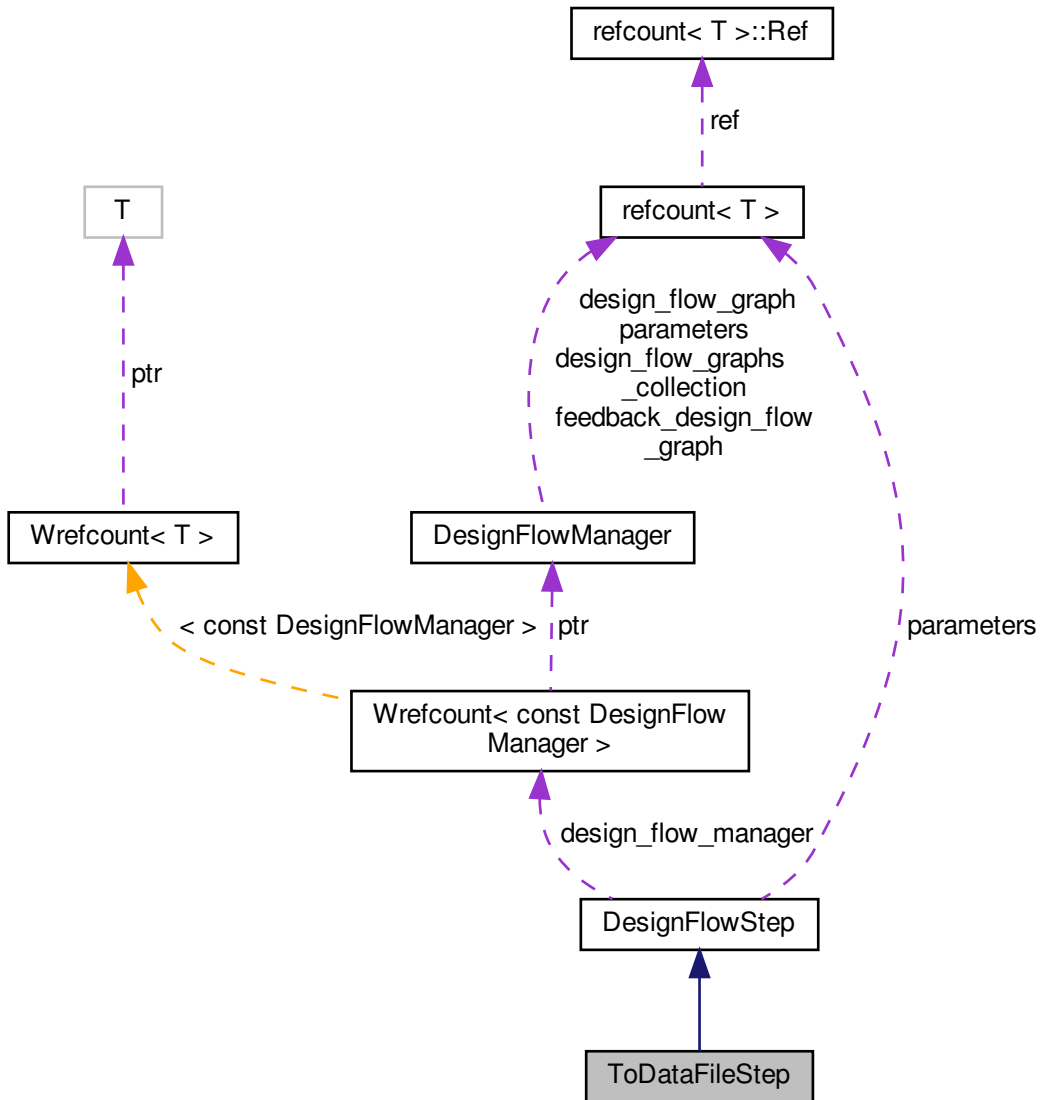 refcount< T >::Ref
ref
T
refcount< T >
design_flow_graph
parameters
design_flow_graphs
_collection
feedback_design_flow
_graph
ptr
Wrefcount< T >
DesignFlowManager
< const DesignFlowManager >
ptr
parameters
Wrefcount< const DesignFlow
Manager >
design_flow_manager
DesignFlowStep
ToDataFileStep